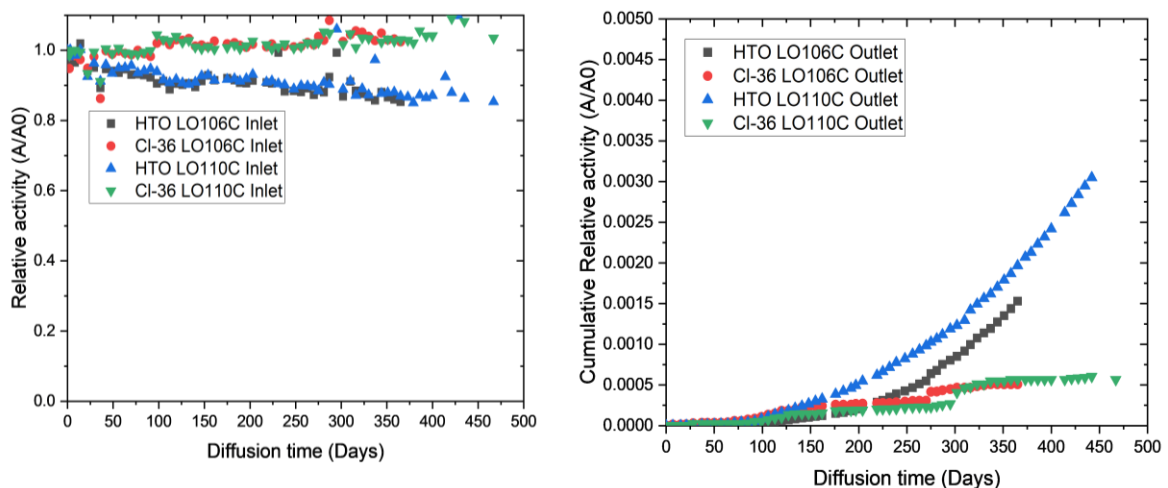 Relative activity (A/A0)
1.0
0.8
0.6
0.4
0.2
0.0
HTO LO106C Inlet
Cl-36 LO106C Inlet
HTO LO110C Inlet
Cl-36 LO110C Inlet
0 50 100 150 200 250 300 350 400 450 500
Diffusion time (Days)
Cumulative Relative activity (A/A0)
0.0050
0.0045
0.0040
0.0035
0.0030
0.0025
0.0020
0.0015
0.0010
0.0005
0.0000
HTO LO106C Outlet
Cl-36 LO106C Outlet
HTO LO110C Outlet
Cl-36 LO110C Outlet
0 50 100 150 200 250 300 350 400 450 500
Diffusion time (Days)